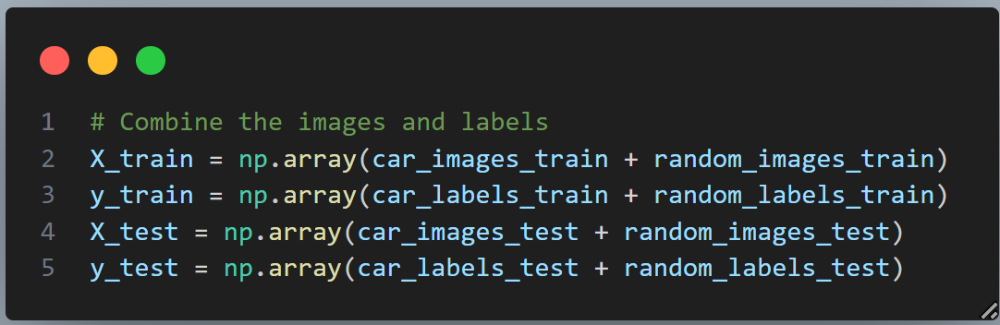 1 # Combine the images and labels
2 X_train = np.array(car_images_train + random_images_train)
3 y_train = np.array(car_labels_train + random_labels_train)
4 X_test = np.array(car_images_test + random_images_test)
5 y_test = np.array(car_labels_test + random_labels_test)